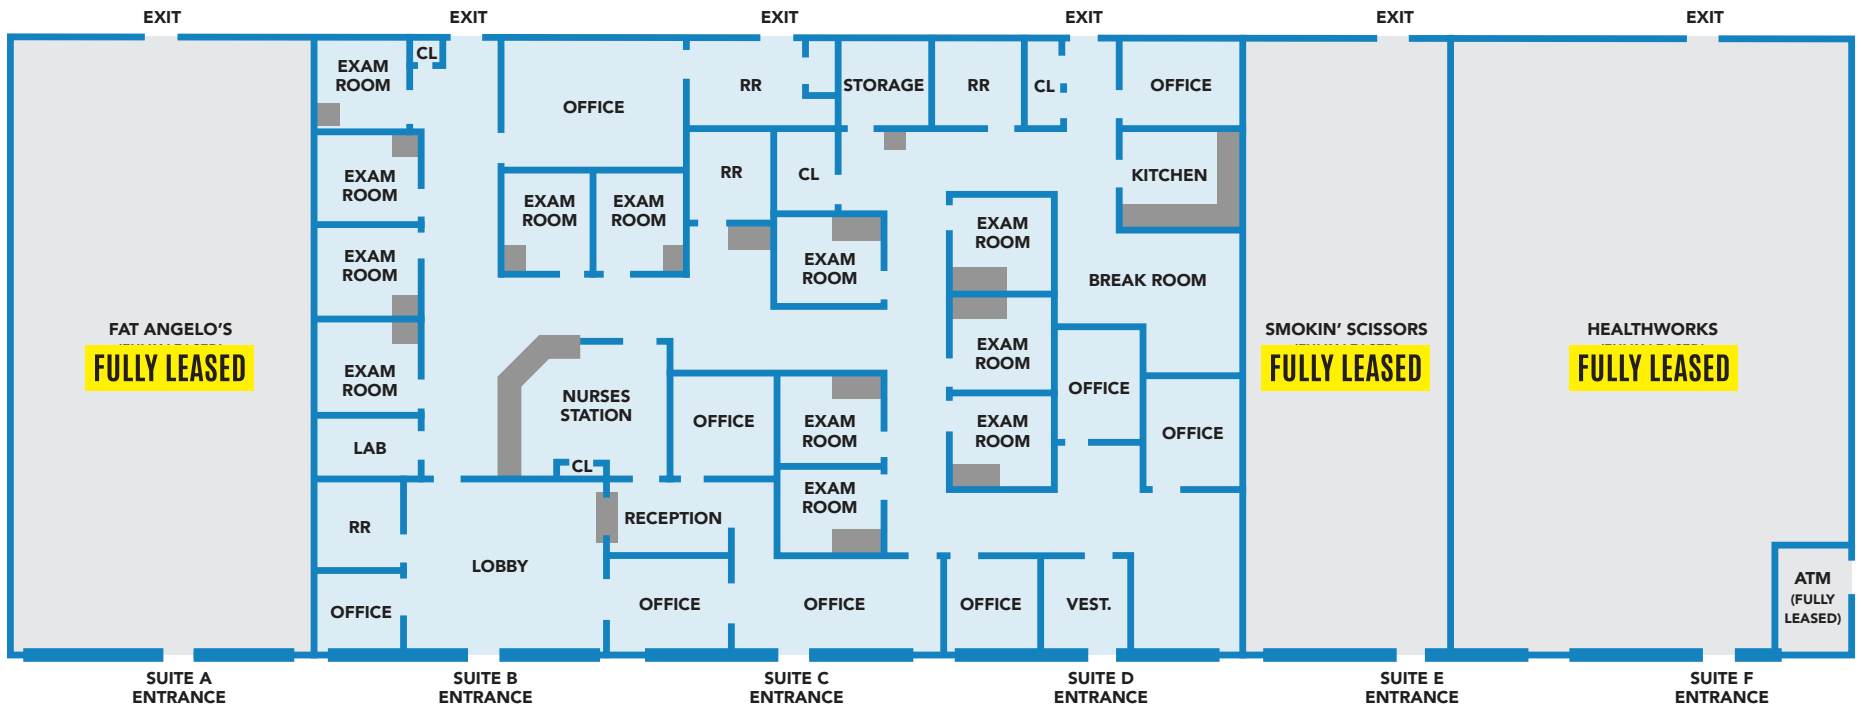 EXIT
EXIT
EXIT
EXIT
EXIT
EXIT
CL
EXAM
ROOM
OFFICE
RR
STORAGE
RR
CL
OFFICE
EXAM
ROOM
EXAM
ROOM
EXAM
ROOM
RR
CL
KITCHEN
EXAM
ROOM
EXAM
ROOM
EXAM
ROOM
BREAK ROOM
FAT ANGELO'S
FULLY LEASED
EXAM
ROOM
NURSES
STATION
OFFICE
EXAM
ROOM
EXAM
ROOM
OFFICE
SMOKIN' SCISSORS
FULLY LEASED
HEALTHWORKS
FULLY LEASED
LAB
CL
EXAM
ROOM
OFFICE
RR
RECEPTION
EXAM
ROOM
LOBBY
OFFICE
OFFICE
OFFICE
OFFICE
VEST.
ATM
(FULLY
LEASED)
SUITE A
ENTRANCE
SUITE B
ENTRANCE
SUITE C
ENTRANCE
SUITE D
ENTRANCE
SUITE E
ENTRANCE
SUITE F
ENTRANCE